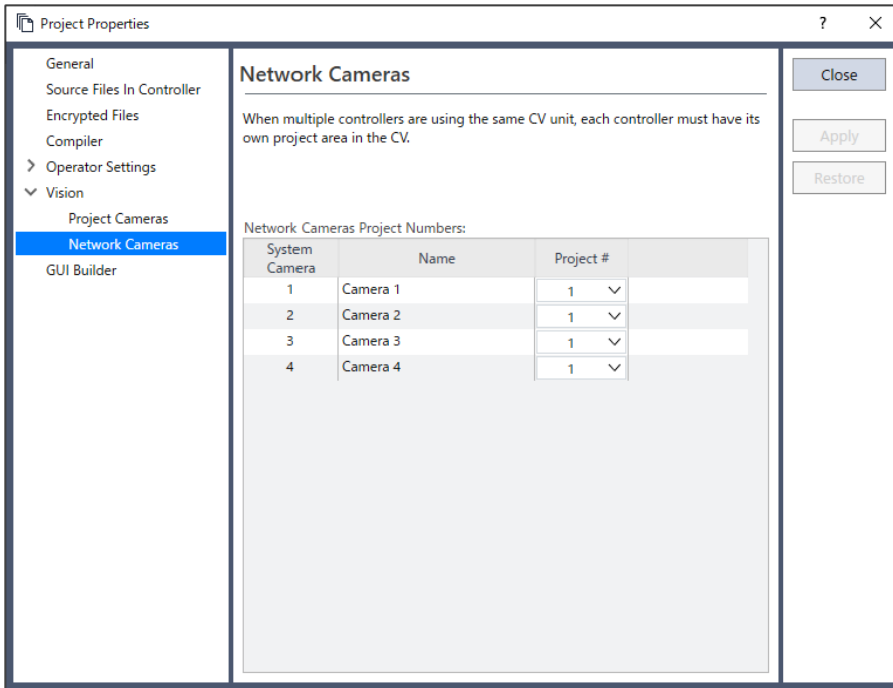 Project Properties
?
General
Source Files In Controller
Encrypted Files
Compiler
Operator Settings
Vision
Project Cameras
Network Cameras
GUI Builder
Network Cameras
When multiple controllers are using the same CV unit, each controller must have its
own project area in the CV.
Network Cameras Project Numbers:
System Camera Name Project #
1 Camera 1 1
2 Camera 2 1
3 Camera 3 1
4 Camera 4 1
Close
Apply
Restore